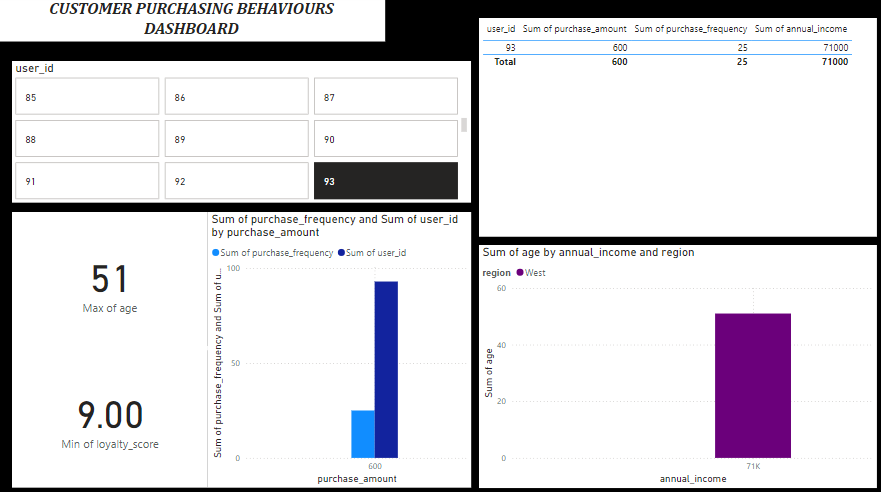 CUSTOMER PURCHASING BEHAVIOURS
DASHBOARD
user_id
85 86 87
88 89 90
91 92 93
user_id Sum of purchase_amount Sum of purchase_frequency Sum of annual_income
93 600 25 71000
Total 600 25 71000
51
Max of age
9.00
Min of loyalty_score
Sum of purchase_frequency and Sum of user_id
by purchase_amount
Sum of purchase_frequency Sum of user_id
Sum of purchase_frequency and Sum of u...
100
50
0
600
purchase_amount
Sum of age by annual_income and region
region West
Sum of age
60
40
20
0
71K
annual_income